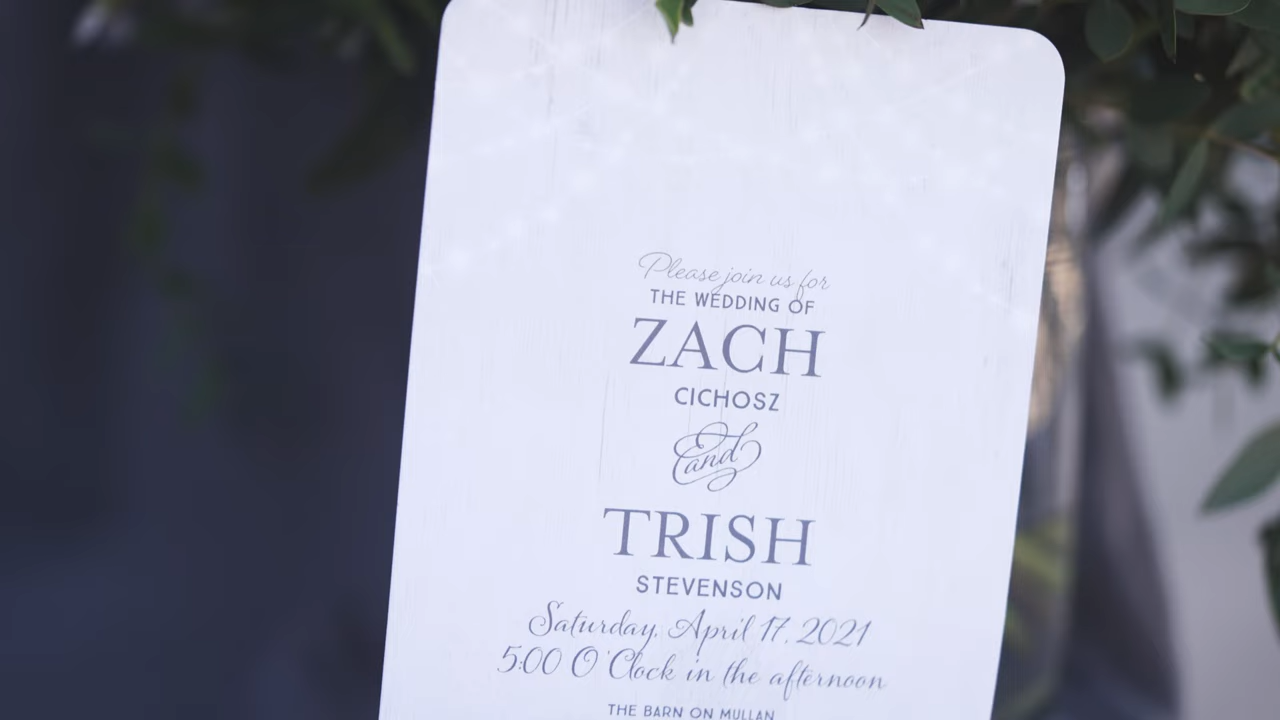 Please join us for
THE WEDDING OF
ZACH
CICHOSZ
and
TRISH
STEVENSON
Saturday, April 17, 2021
5:00 O'Clock in the afternoon
THE BARN ON MULLAN